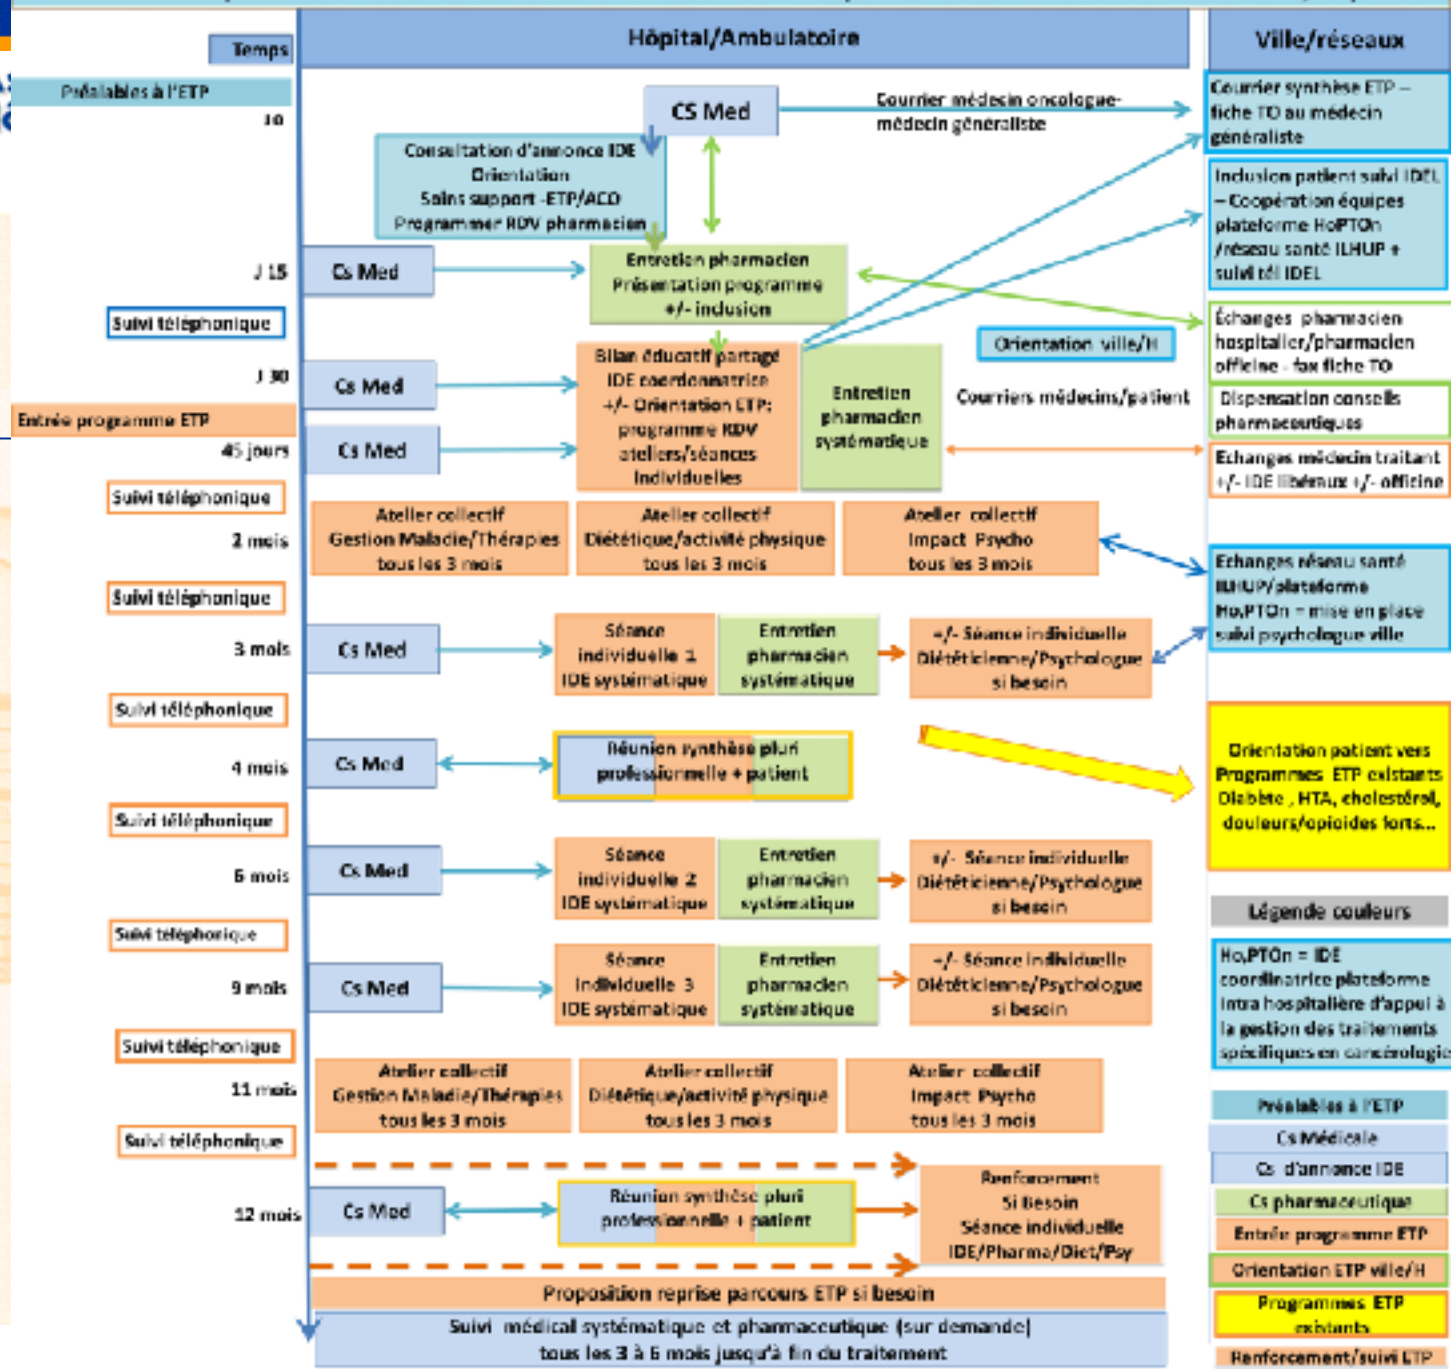 Temps
Hôpital/Ambulatoire
Ville/réseaux
Préalables à l'ETP
J0
CS Med
Courrier médecin oncologue-
médecin généraliste
Courrier synthèse ETP –
fiche TO au médecin
généraliste
Consultation d'annonce IDE
Orientation
Soins support -ETP/ACO
Programmer RDV pharmacien
Inclusion patient suivi IDEL
– Coopération équipes
plateforme HoPTOn
/réseau santé ILHUP +
suivi tél IDEL
J 15
Cs Med
Entretien pharmacien
Présentation programme
+/- inclusion
Suivi téléphonique
Échanges pharmacien
hospitalier/pharmacien
officine - fax fiche TO
Orientation ville/H
J 30
Cs Med
Bilan éducatif partagé
IDE coordonnatrice
+/- Orientation ETP:
programme RDV
ateliers/séances
Individuelles
Entretien
pharmacien
systématique
Courriers médecins/patient
Dispensation conseils
pharmaceutiques
Entrée programme ETP
45 jours
Cs Med
Echanges médecin traitant
+/- IDE libéraux +/- officine
Suivi téléphonique
2 mois
Atelier collectif
Gestion Maladie/Thérapies
tous les 3 mois
Atelier collectif
Diététique/activité physique
tous les 3 mois
Atelier collectif
Impact Psycho
tous les 3 mois
Echanges réseau santé
ILHUP/plateforme
Ho,PTOn = mise en place
suivi psychologue ville
Suivi téléphonique
3 mois
Cs Med
Séance
individuelle 1
IDE systématique
Entretien
pharmacien
systématique
+/- Séance individuelle
Diététicienne/Psychologue
si besoin
Suivi téléphonique
4 mois
Cs Med
Réunion synthèse pluri
professionnelle + patient
Orientation patient vers
Programmes ETP existants
Diabète , HTA, cholestérol,
douleurs/opioides forts...
Suivi téléphonique
6 mois
Cs Med
Séance
individuelle 2
IDE systématique
Entretien
pharmacien
systématique
+/- Séance individuelle
Diététicienne/Psychologue
si besoin
Légende couleurs
Suivi téléphonique
9 mois
Cs Med
Séance
Individuelle 3
IDE systématique
Entretien
pharmacien
systématique
+/- Séance Individuelle
Diététicienne/Psychologue
si besoin
Ho,PTOn = IDE
coordinatrice plateforme
Intra hospitalière d'appui à
la gestion des traitements
spécifiques en cancérologie
Suivi téléphonique
11 mois
Atelier collectif
Gestion Maladie/Thérapies
tous les 3 mois
Atelier collectif
Diététique/activité physique
tous les 3 mois
Atelier collectif
Impact Psycho
tous les 3 mois
Suivi téléphonique
Préalables à l'ETP
Cs Médicale
Cs d'annonce IDE
Cs pharmaceutique
Entrée programme ETP
Orientation ETP ville/H
Programmes ETP
existants
Renforcement/suivi ETP
12 mois
Cs Med
Réunion synthèse pluri
professionnelle + patient
Renforcement
Si Besoin
Séance individuelle
IDE/Pharma/Diet/Psy
Proposition reprise parcours ETP si besoin
Suivi médical systématique et pharmaceutique (sur demande)
tous les 3 à 6 mois jusqu'à fin du traitement